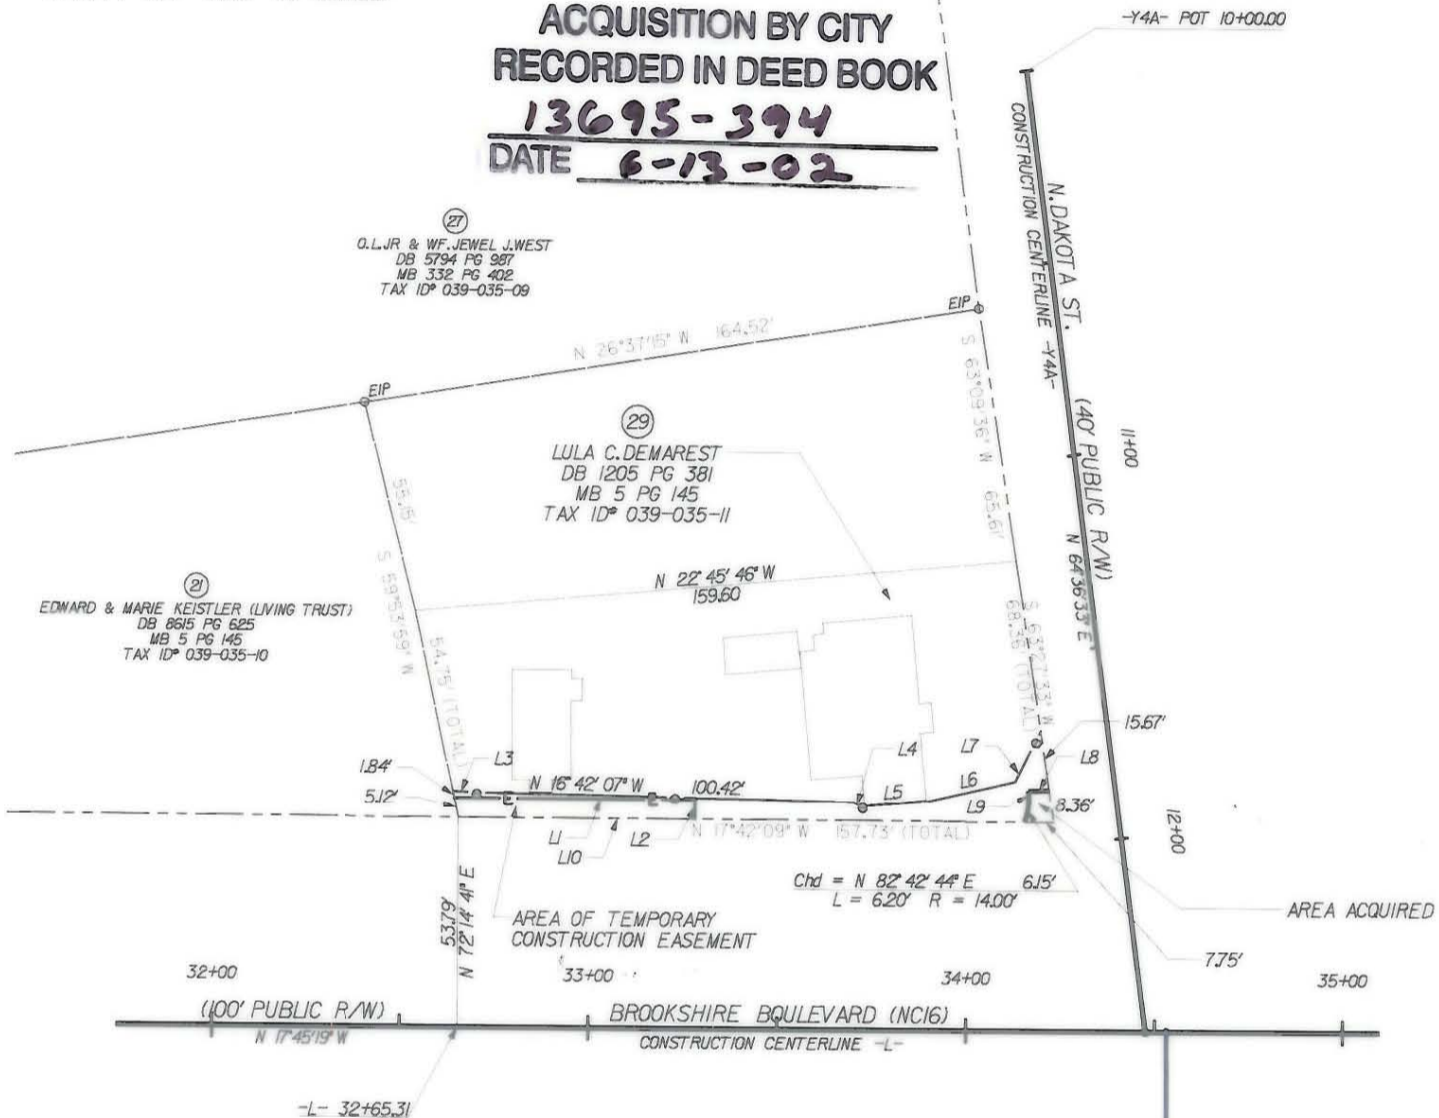 ACQUISITION BY CITY
RECORDED IN DEED BOOK
13695-394
DATE 6-13-02
-Y4A- POT 10+00.00
CONSTRUCTION CENTERLINE -Y4A-
N. DAKOTA ST.
(40' PUBLIC R/W)
N 64°36'33" E
11+00
12+00
27
O.L.JR & WF.JEWEL J.WEST
DB 5794 PG 987
MB 332 PG 402
TAX ID# 039-035-09
EIP
N 26°37'15" W 164.52'
EIP
S 63°09'36" W 65.61'
29
LULA C.DEMAREST
DB 1205 PG 381
MB 5 PG 145
TAX ID# 039-035-11
55.15'
S 59°53'59" W
54.75' (TOTAL)
N 22° 45' 46" W
159.60
S 63°27'33" W
68.36' (TOTAL)
21
EDWARD & MARIE KEISTLER (LIVING TRUST)
DB 8615 PG 625
MB 5 PG 145
TAX ID# 039-035-10
15.67'
L3
L4
L7
L8
1.84'
N 16° 42' 07" W 100.42'
L5
L6
5.12'
E
E
L9
8.36'
L1
L10
L2
N 17°42'09" W 157.73' (TOTAL)
Chd = N 82° 42' 44" E 6.15'
L = 6.20' R = 14.00'
53.79'
N 72°14'41" E
AREA OF TEMPORARY
CONSTRUCTION EASEMENT
AREA ACQUIRED
7.75'
32+00
33+00
34+00
35+00
(100' PUBLIC R/W)
BROOKSHIRE BOULEVARD (NC16)
N 17°45'19" W
CONSTRUCTION CENTERLINE -L-
-L- 32+65.31